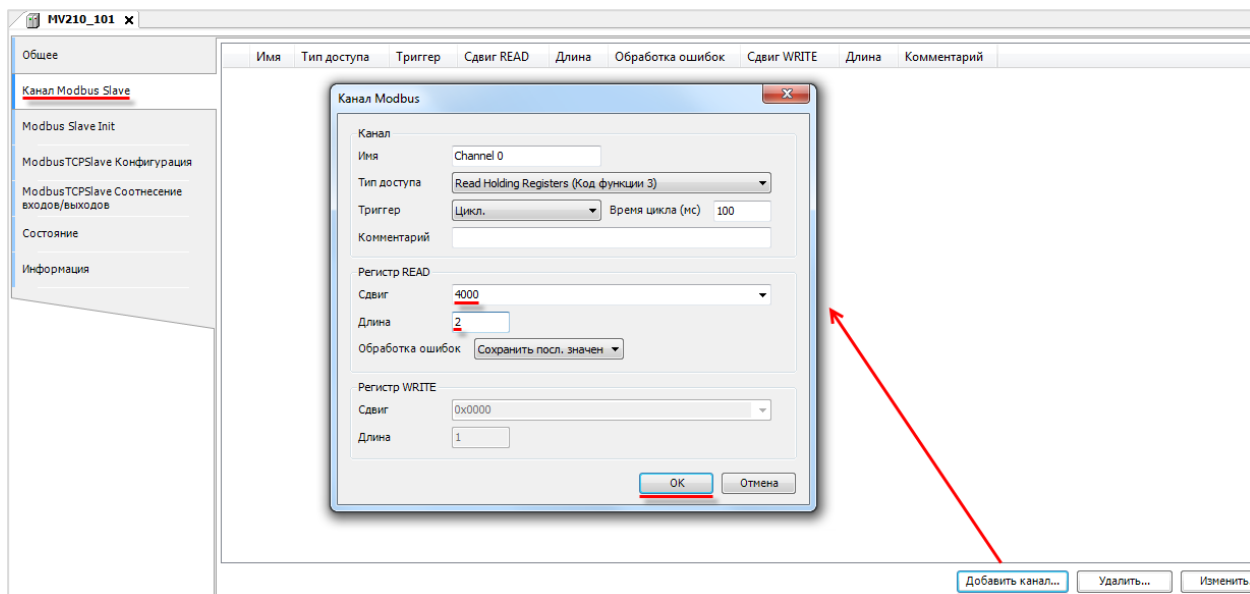 MV210_101 x
Общее
Канал Modbus Slave
Modbus Slave Init
ModbusTCPSlave Конфигурация
ModbusTCPSlave Соотнесение
входов/выходов
Состояние
Информация
Имя Тип доступа Триггер Сдвиг READ Длина Обработка ошибок Сдвиг WRITE Длина Комментарий
Канал Modbus
Канал
Имя Channel 0
Тип доступа Read Holding Registers (Код функции 3)
Триггер Цикл. Время цикла (мс) 100
Комментарий
Регистр READ
Сдвиг 4000
Длина 2
Обработка ошибок Сохранить посл. значен
Регистр WRITE
Сдвиг 0x0000
Длина 1
OK Отмена
Добавить канал... Удалить... Изменить